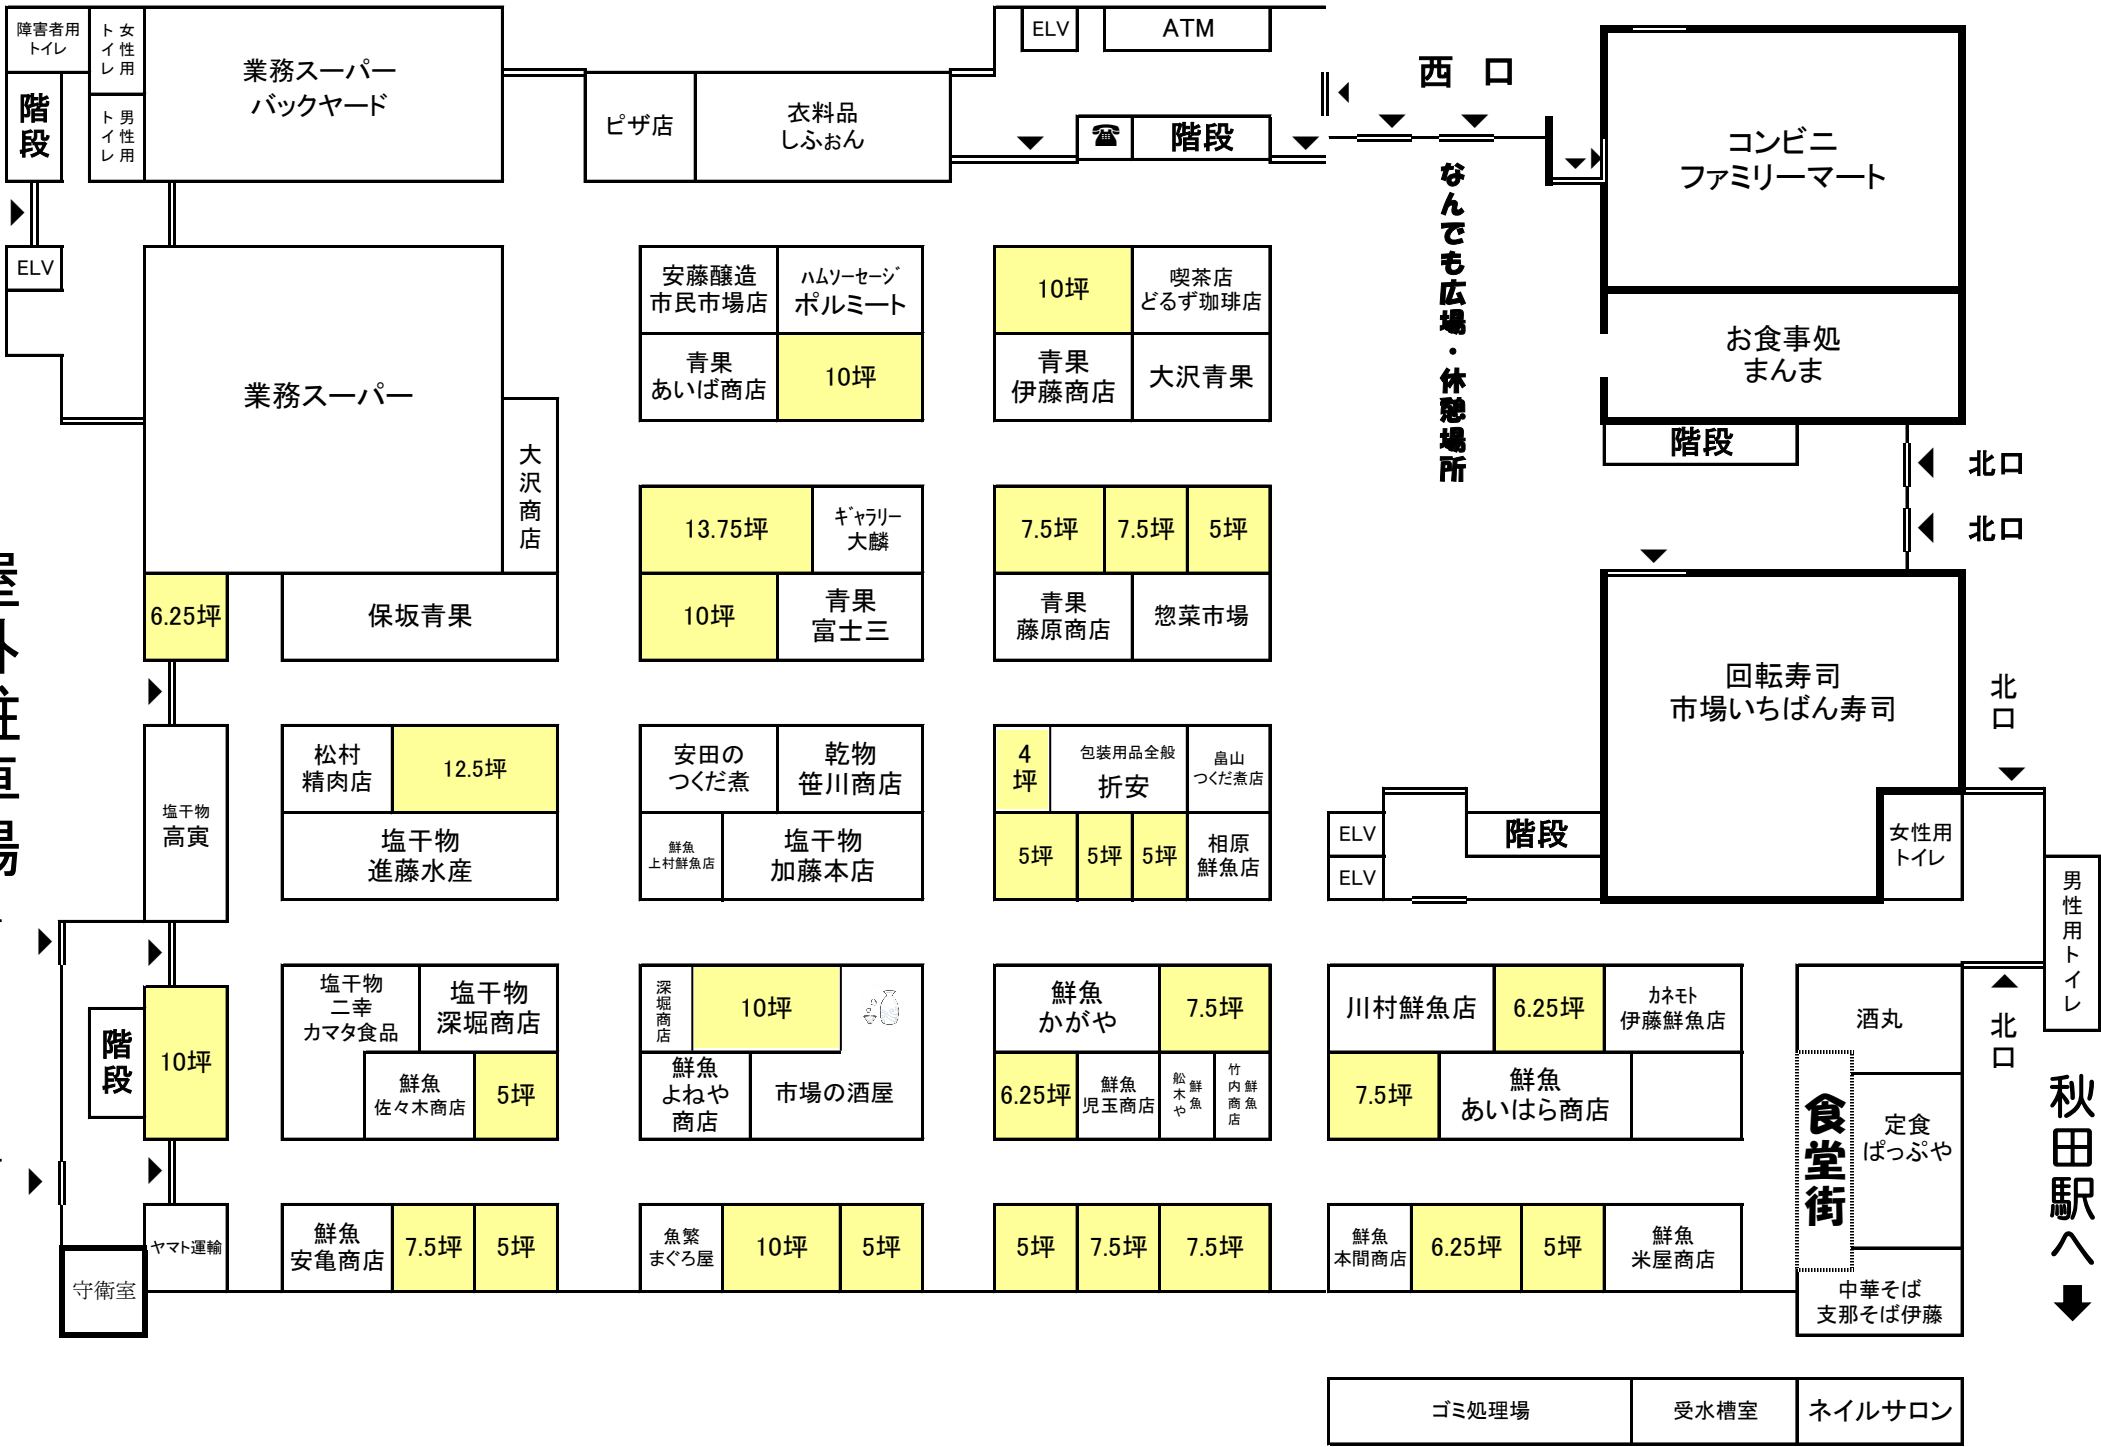 障害者用
トイレ
女性用
トイレ
男性用
トイレ
階段
業務スーパー
バックヤード
ピザ店
衣料品
しふぉん
ELV
ATM
☎
階段
西口
コンビニ
ファミリーマート
なんでも広場・休憩場所
ELV
業務スーパー
大沢商店
安藤醸造
市民市場店
ハムソーセージ
ポルミート
青果
あいば商店
10坪
10坪
喫茶店
どるず珈琲店
青果
伊藤商店
大沢青果
お食事処
まんま
階段
北口
北口
6.25坪
保坂青果
13.75坪
ギャラリー
大麟
10坪
青果
富士三
7.5坪
7.5坪
5坪
青果
藤原商店
惣菜市場
回転寿司
市場いちばん寿司
北口
塩干物
高寅
松村
精肉店
12.5坪
塩干物
進藤水産
安田の
つくだ煮
乾物
笹川商店
鮮魚
上村鮮魚店
塩干物
加藤本店
4
坪
包装用品全般
折安
畠山
つくだ煮店
5坪
5坪
5坪
相原
鮮魚店
ELV
ELV
階段
女性用
トイレ
男性用トイレ
階段
10坪
塩干物
二幸
カマタ食品
塩干物
深堀商店
鮮魚
佐々木商店
5坪
深堀商店
10坪
鮮魚
よねや
商店
市場の酒屋
鮮魚
かがや
7.5坪
6.25坪
鮮魚
児玉商店
鮮魚
舩木や
鮮魚
竹内商店
川村鮮魚店
6.25坪
カネモト
伊藤鮮魚店
7.5坪
鮮魚
あいはら商店
酒丸
食堂街
定食
ぱっぷや
中華そば
支那そば伊藤
北口
秋田駅へ
ヤマト運輸
守衛室
鮮魚
安亀商店
7.5坪
5坪
魚繁
まぐろ屋
10坪
5坪
5坪
7.5坪
7.5坪
鮮魚
本間商店
6.25坪
5坪
鮮魚
米屋商店
ゴミ処理場
受水槽室
ネイルサロン